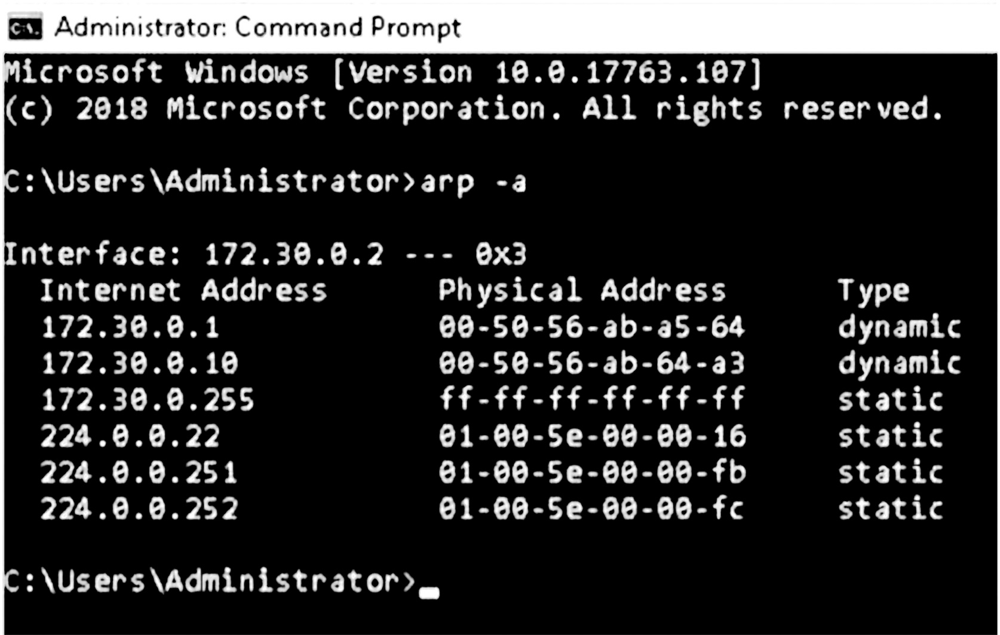 Administrator: Command Prompt
Microsoft Windows [Version 10.0.17763.107]
(c) 2018 Microsoft Corporation. All rights reserved.
C:\Users\Administrator>arp -a
Interface: 172.30.0.2 --- 0x3
Internet Address Physical Address Type
172.30.0.1 00-50-56-ab-a5-64 dynamic
172.30.0.10 00-50-56-ab-64-a3 dynamic
172.30.0.255 ff-ff-ff-ff-ff-ff static
224.0.0.22 01-00-5e-00-00-16 static
224.0.0.251 01-00-5e-00-00-fb static
224.0.0.252 01-00-5e-00-00-fc static
C:\Users\Administrator>